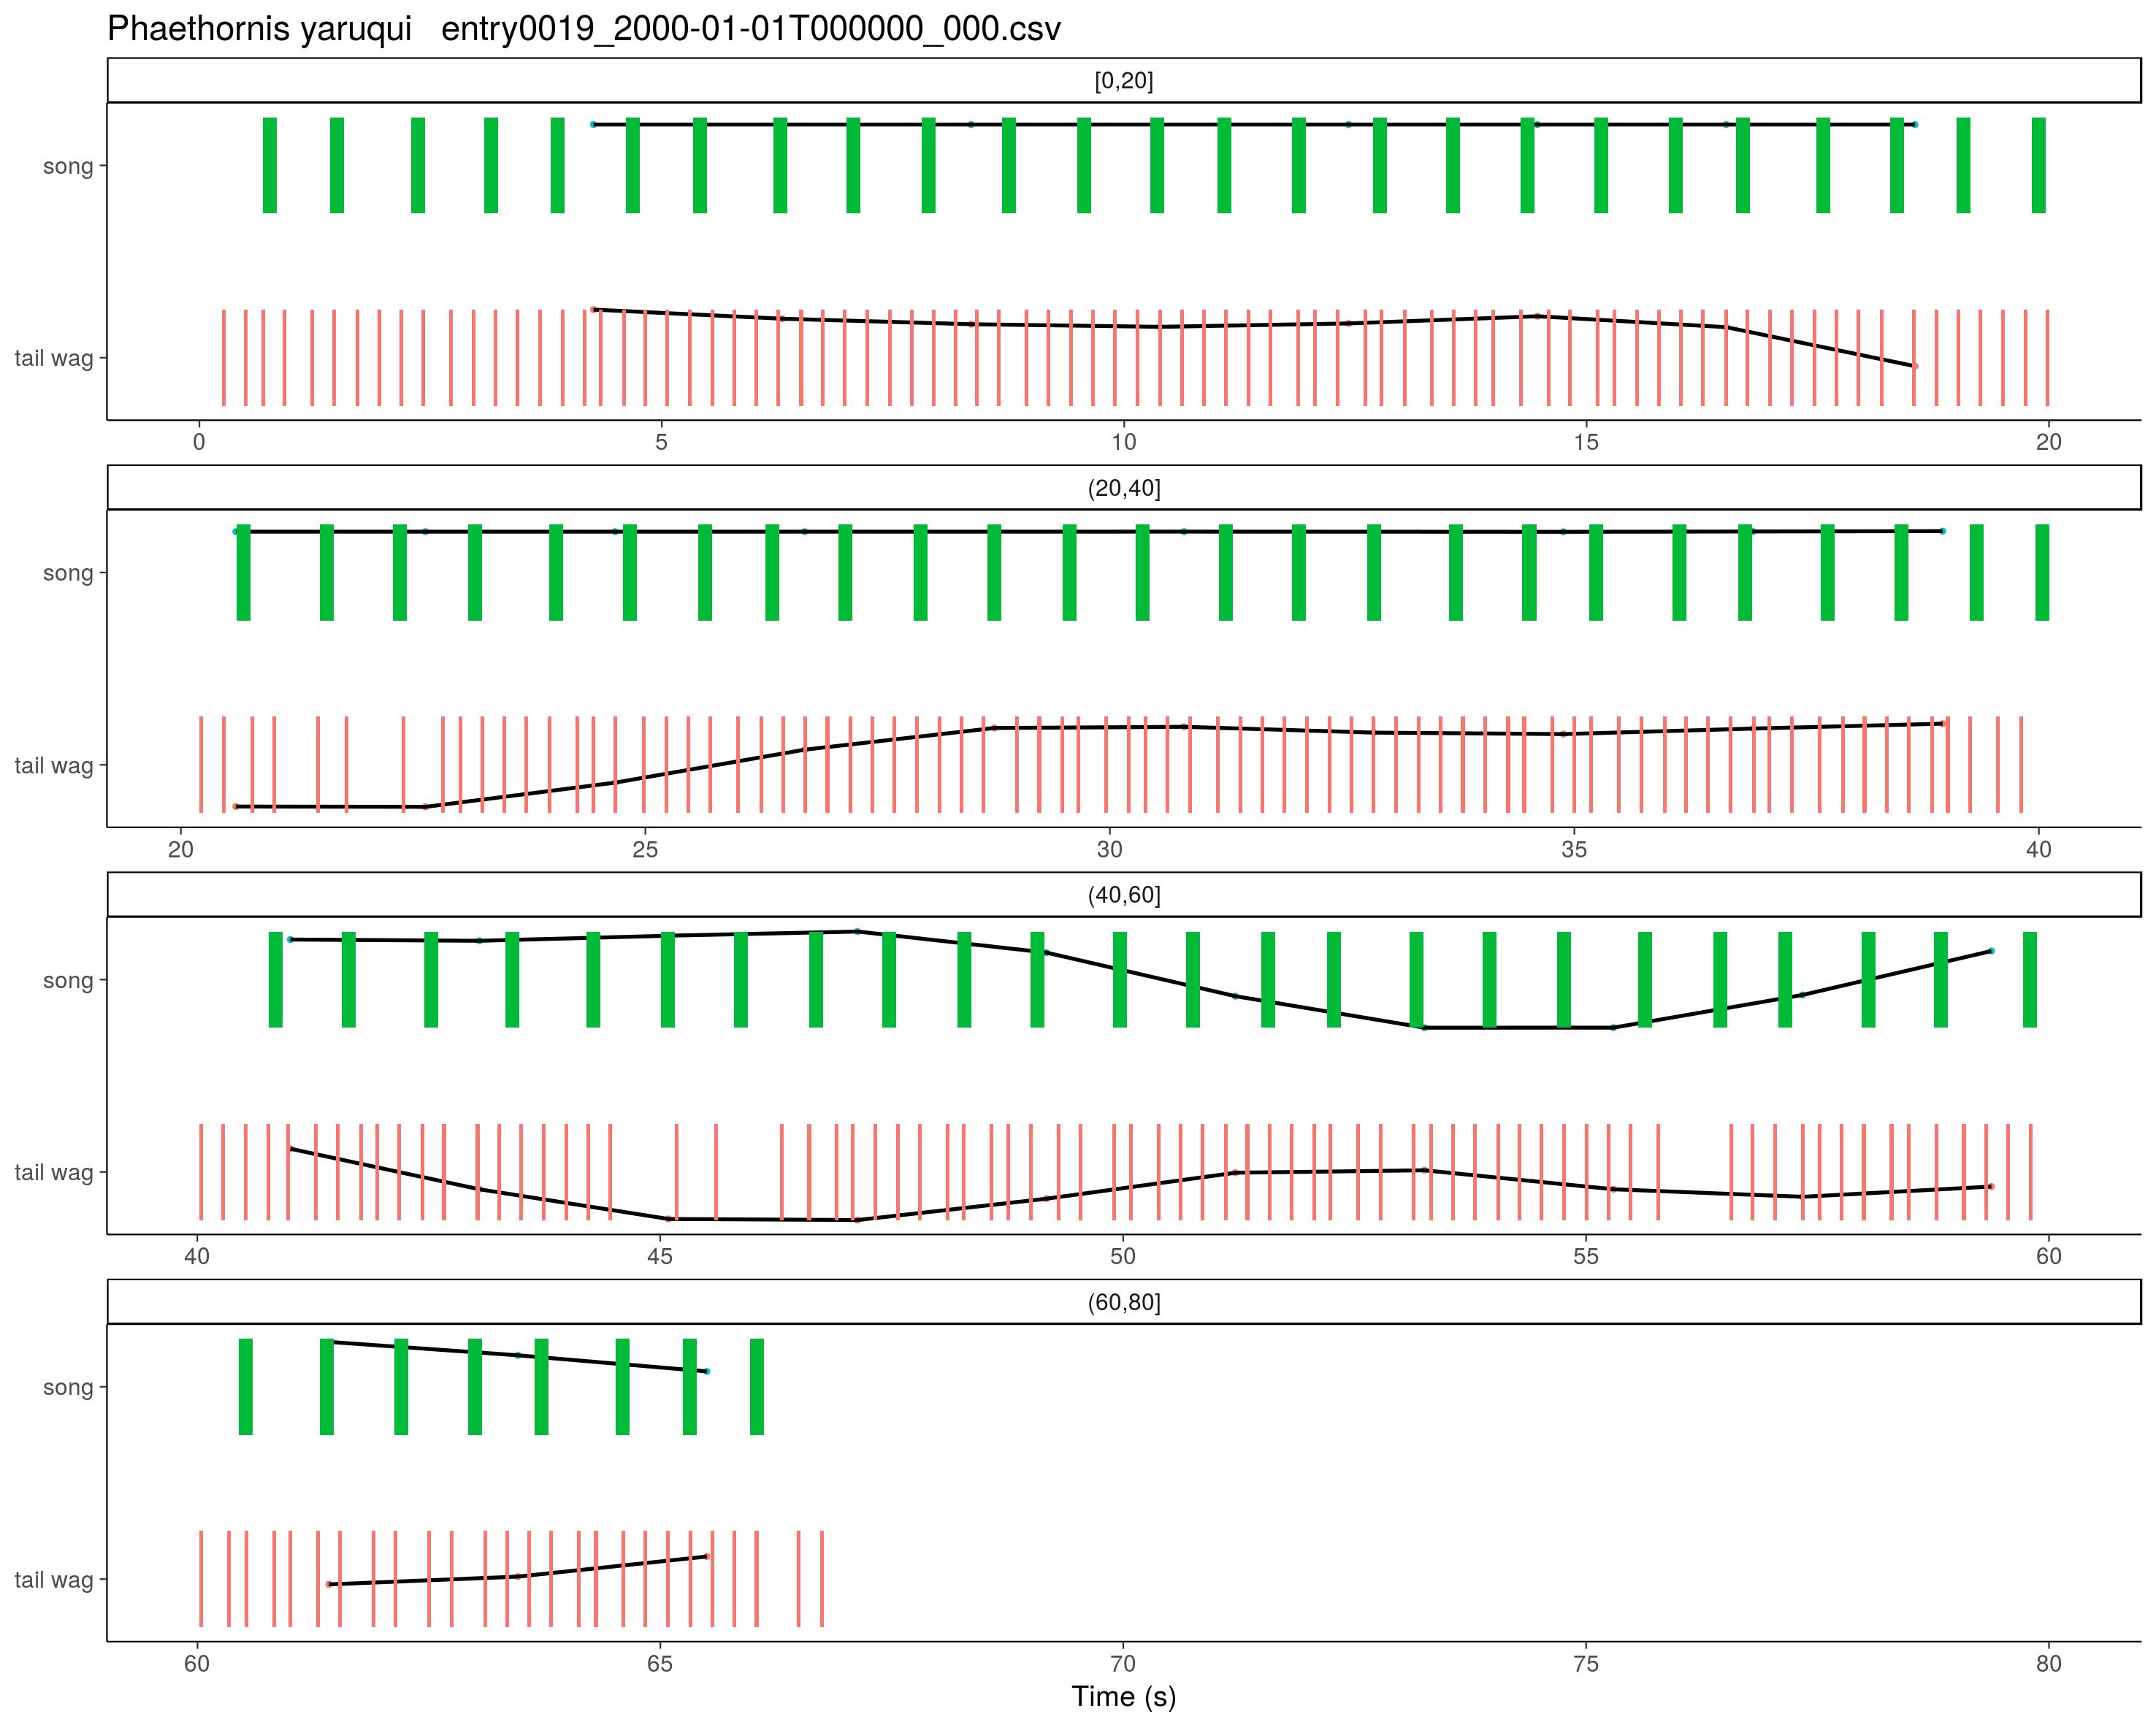 Phaethornis yaruqui   entry0019_2000-01-01T000000_000.csv
[0,20]
song
tail wag
0 5 10 15 20
(20,40]
song
tail wag
20 25 30 35 40
(40,60]
song
tail wag
40 45 50 55 60
(60,80]
song
tail wag
60 65 70 75 80
Time (s)